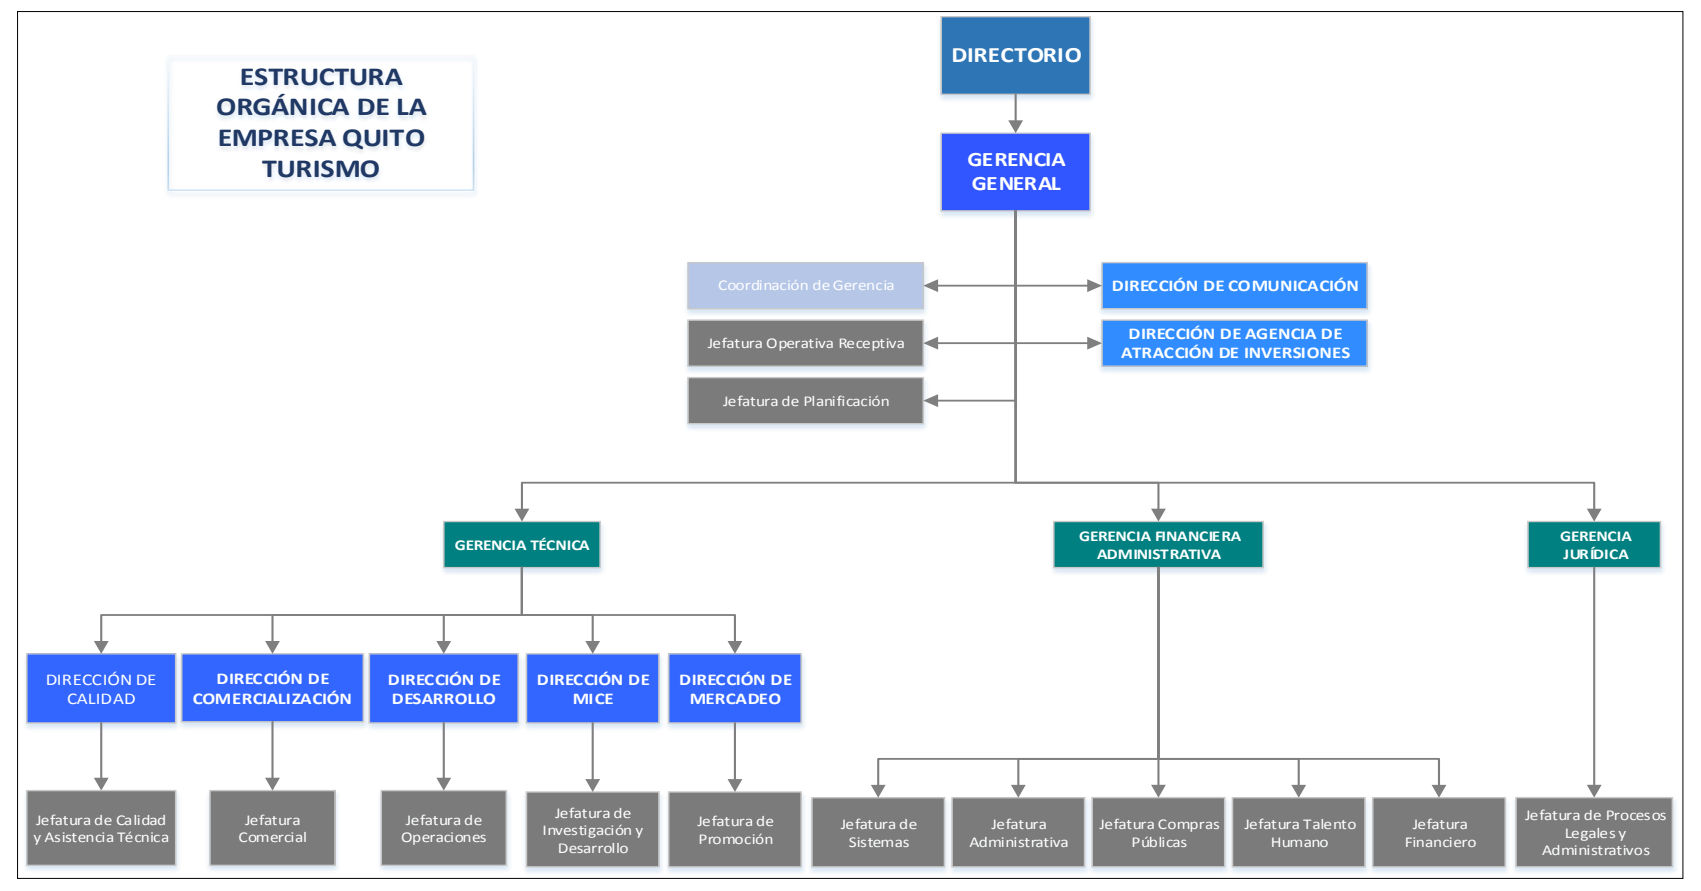 DIRECTORIO
ESTRUCTURA
ORGÁNICA DE LA
EMPRESA QUITO
TURISMO
GERENCIA
GENERAL
Coordinación de Gerencia
DIRECCIÓN DE COMUNICACIÓN
Jefatura Operativa Receptiva
DIRECCIÓN DE AGENCIA DE
ATRACCIÓN DE INVERSIONES
Jefatura de Planificación
GERENCIA TÉCNICA
GERENCIA FINANCIERA
ADMINISTRATIVA
GERENCIA
JURÍDICA
DIRECCIÓN DE
CALIDAD
DIRECCIÓN DE
COMERCIALIZACIÓN
DIRECCIÓN DE
DESARROLLO
DIRECCIÓN DE
MICE
DIRECCIÓN DE
MERCADEO
Jefatura de Calidad
y Asistencia Técnica
Jefatura
Comercial
Jefatura de
Operaciones
Jefatura de
Investigación y
Desarrollo
Jefatura de
Promoción
Jefatura de
Sistemas
Jefatura
Administrativa
Jefatura Compras
Públicas
Jefatura Talento
Humano
Jefatura
Financiero
Jefatura de Procesos
Legales y
Administrativos